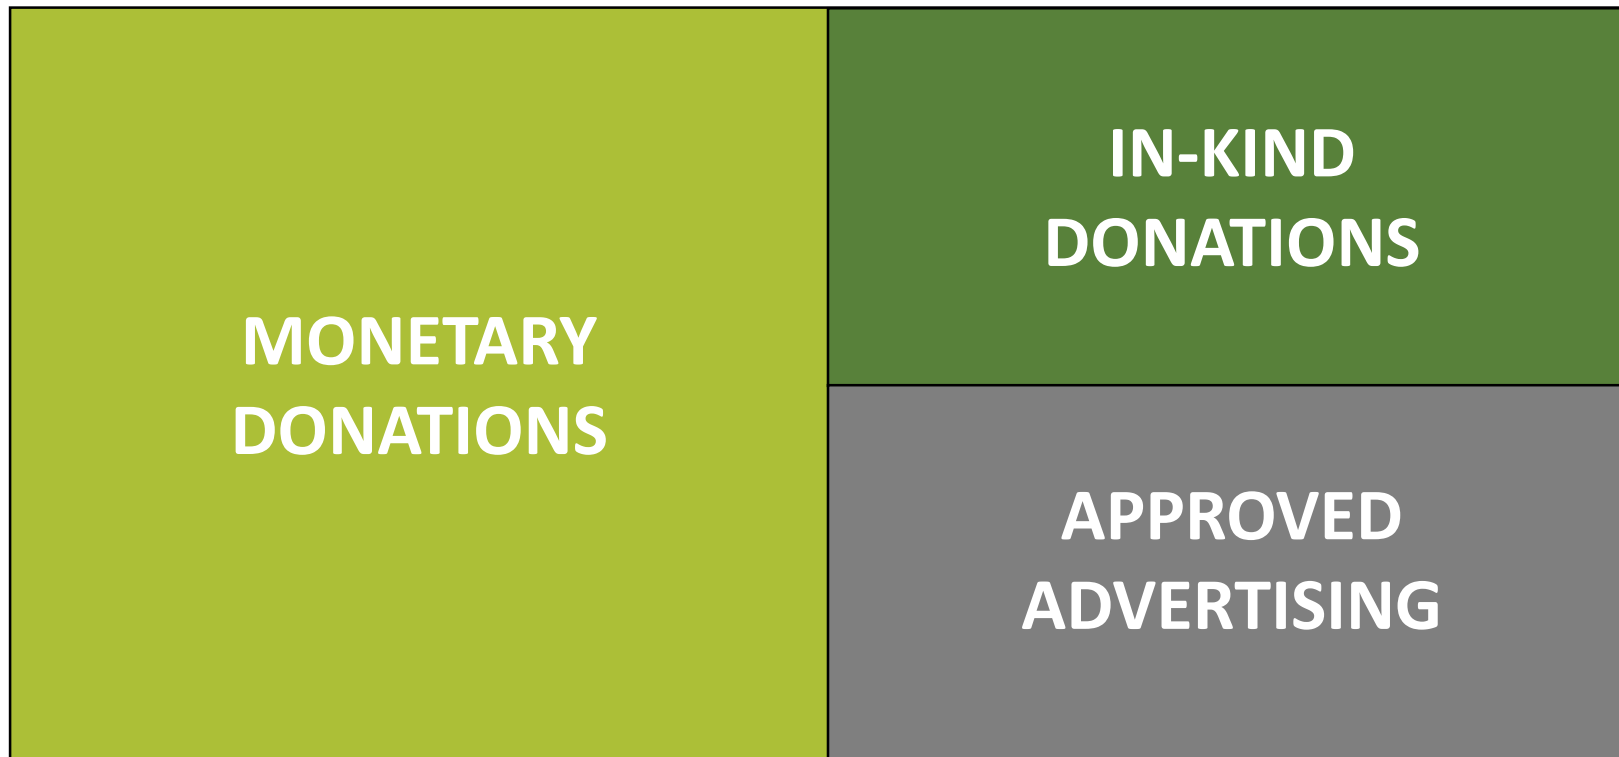 MONETARY
DONATIONS
IN-KIND
DONATIONS
APPROVED
ADVERTISING